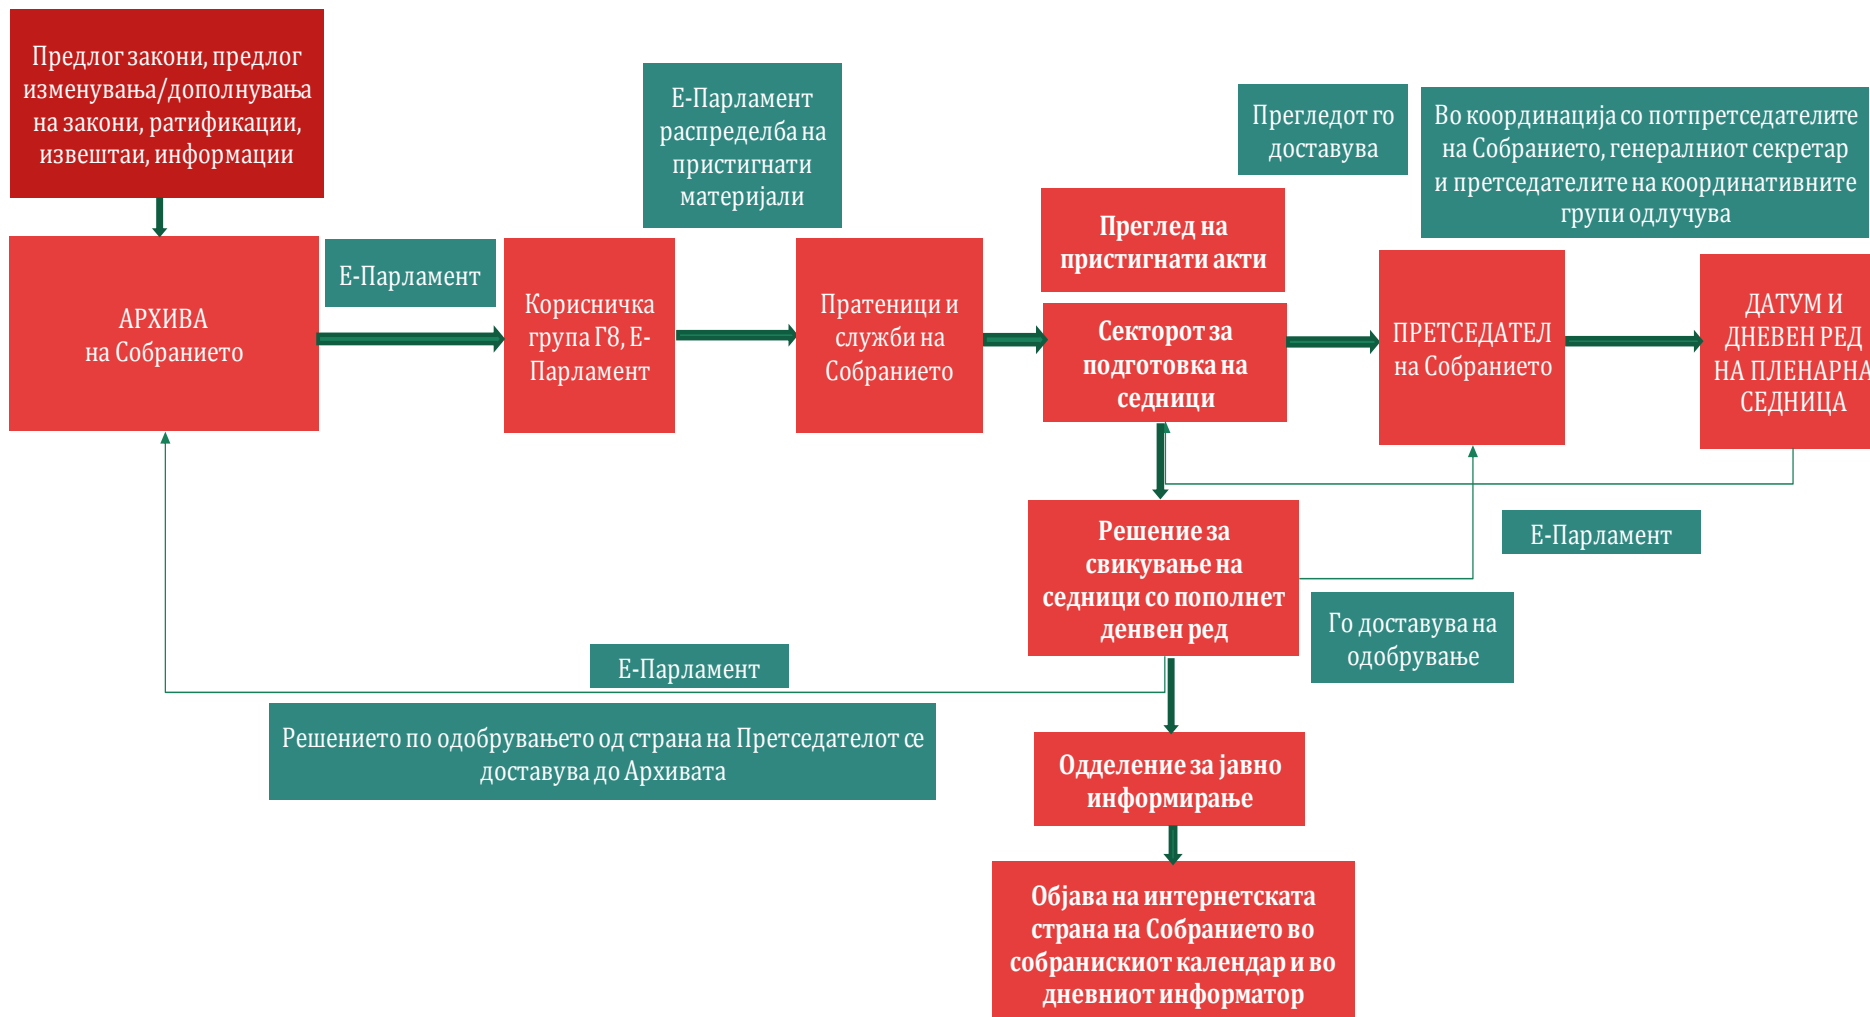 Предлог закони, предлог
изменувања/дополнувања
на закони, ратификации,
извештаи, информации
Е-Парламент
распределба на
пристигнати
материјали
Прегледот го
доставува
Во координација со потпретседателите
на Собранието, генералниот секретар
и претседателите на координативните
групи одлучува
Преглед на
пристигнати акти
АРХИВА
на Собранието
Е-Парламент
Корисничка
група Г8, Е-
Парламент
Пратеници и
служби на
Собранието
Секторот за
подготовка на
седници
ПРЕТСЕДАТЕЛ
на Собранието
ДАТУМ И
ДНЕВЕН РЕД
НА ПЛЕНАРНА
СЕДНИЦА
Решение за
свикување на
седници со пополнет
денвен ред
Е-Парламент
Го доставува на
одобрување
Е-Парламент
Решението по одобрувањето од страна на Претседателот се
доставува до Архивата
Одделение за јавно
информирање
Објава на интернетската
страна на Собранието во
собранискиот календар и во
дневниот информатор